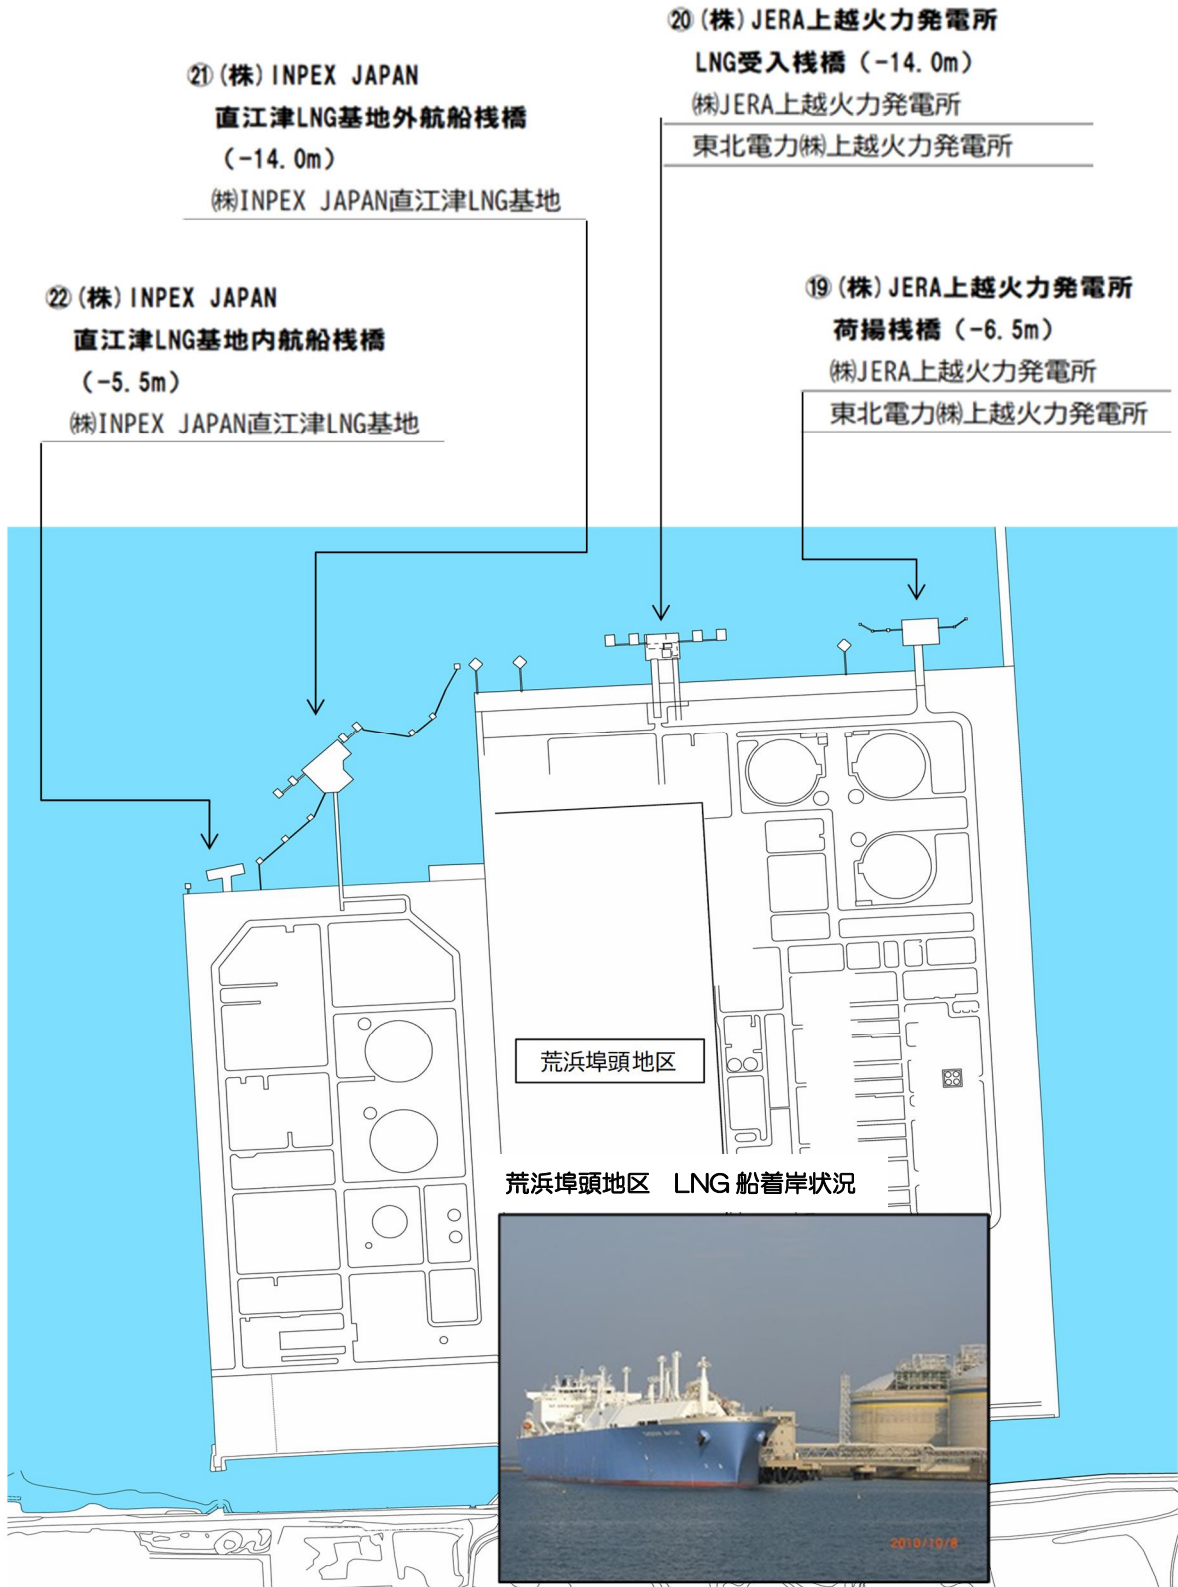 ⑳(株)JERA上越火力発電所
LNG受入桟橋(-14.0m)
㈱JERA上越火力発電所
東北電力㈱上越火力発電所
㉑(株)INPEX JAPAN
直江津LNG基地外航船桟橋
(-14.0m)
㈱INPEX JAPAN直江津LNG基地
㉒(株)INPEX JAPAN
直江津LNG基地内航船桟橋
(-5.5m)
㈱INPEX JAPAN直江津LNG基地
⑲(株)JERA上越火力発電所
荷揚桟橋(-6.5m)
㈱JERA上越火力発電所
東北電力㈱上越火力発電所
荒浜埠頭地区
荒浜埠頭地区 LNG船着岸状況
2010/10/8